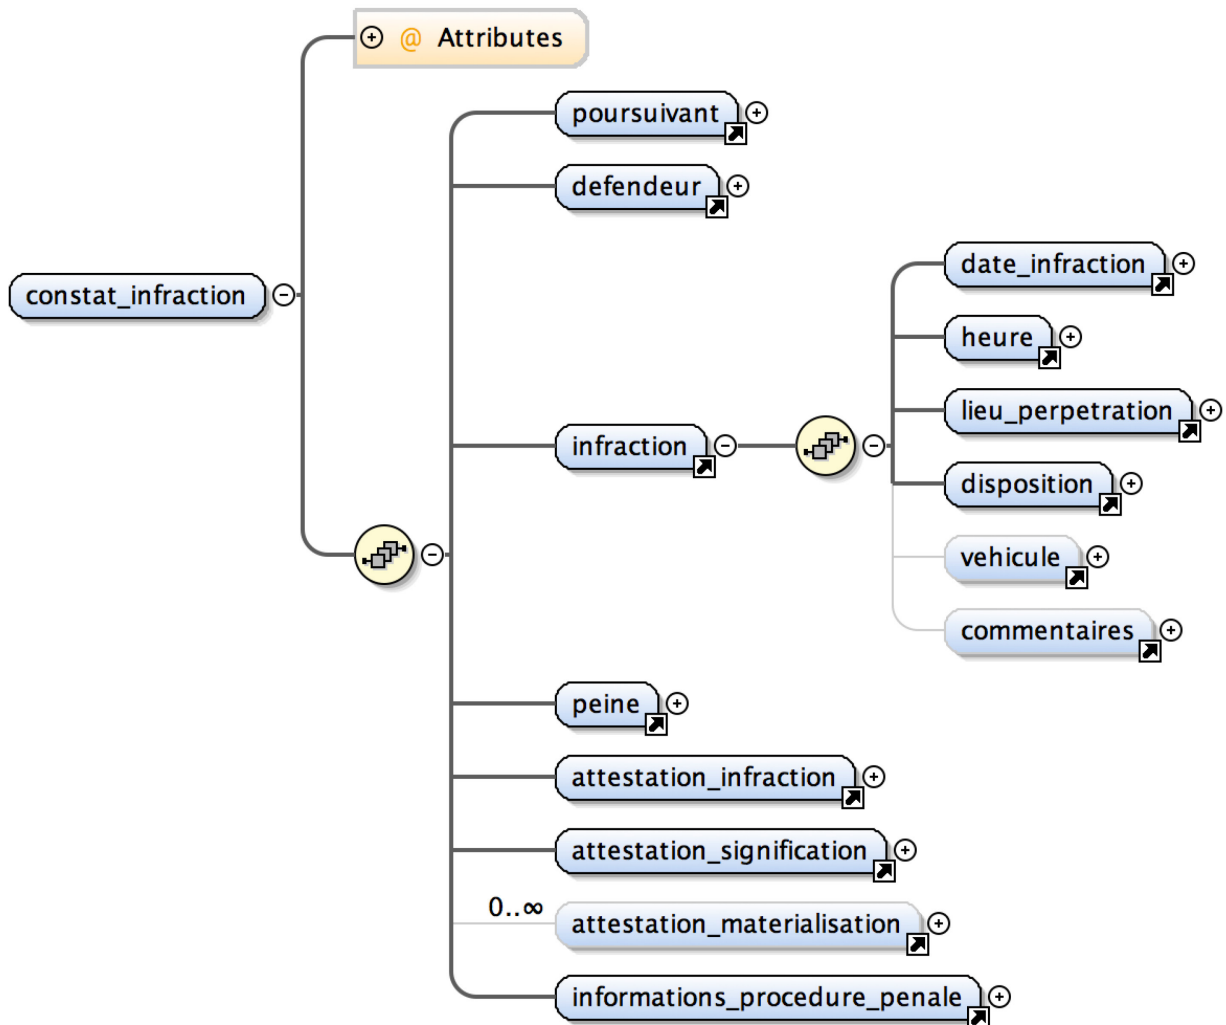 @ Attributes
poursuivant
defendeur
date_infraction
constat_infraction
heure
lieu_perpetration
infraction
disposition
vehicule
commentaires
peine
attestation_infraction
attestation_signification
0..∞
attestation_materialisation
informations_procedure_penale